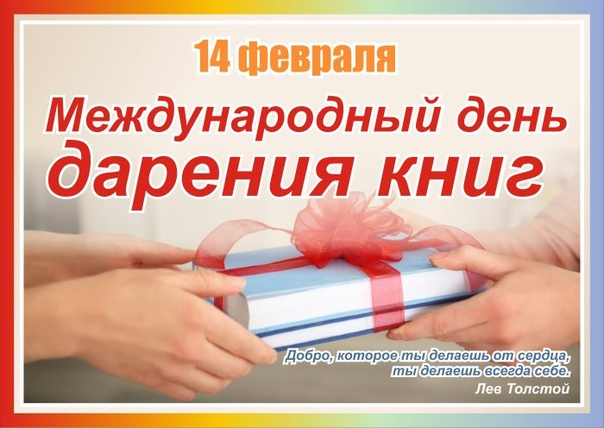 14 февраля
Международный день
дарения книг
Добро, которое ты делаешь от сердца,
ты делаешь всегда себе.
Лев Толстой